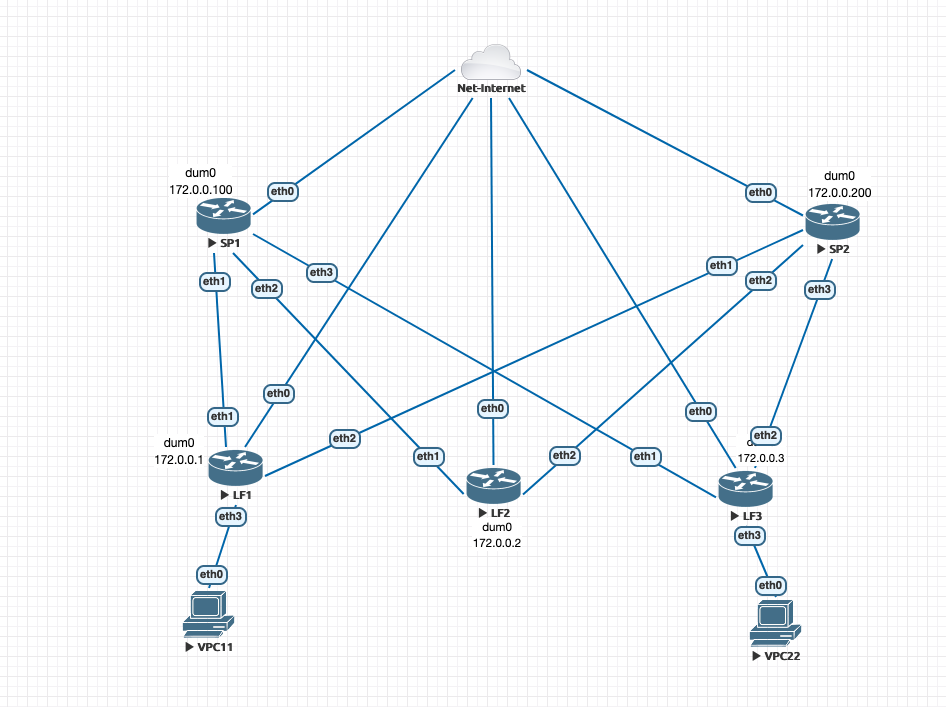 Net-Internet
dum0
172.0.0.100
eth0
SP1
eth1
eth2
eth3
dum0
172.0.0.200
eth0
SP2
eth1
eth2
eth3
eth0
eth1
dum0
172.0.0.1
LF1
eth2
eth3
eth0
eth1
eth2
LF2
dum0
172.0.0.2
eth0
eth1
eth2
172.0.0.3
LF3
eth3
eth0
VPC11
eth0
VPC22